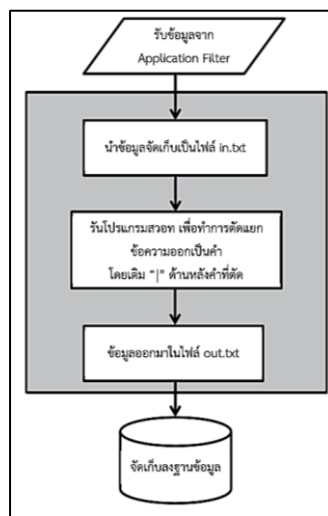 รับข้อมูลจาก
Application Filter
นำข้อมูลจัดเก็บเป็นไฟล์ in.txt
รันโปรแกรมสวอท เพื่อทำการตัดแยก
ข้อความออกเป็นคำ
โดยเติม “|” ด้านหลังคำที่ตัด
ข้อมูลออกมาในไฟล์ out.txt
จัดเก็บลงฐานข้อมูล